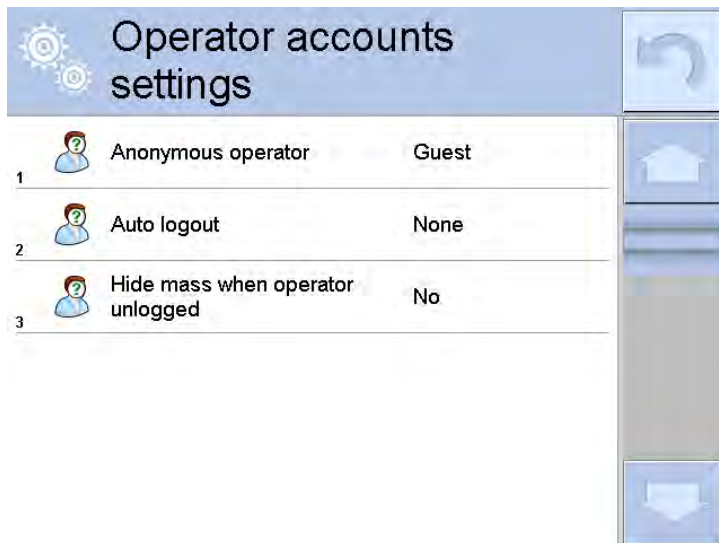 Operator accounts
settings
Anonymous operator Guest
1
Auto logout None
2
Hide mass when operator
unlogged No
3